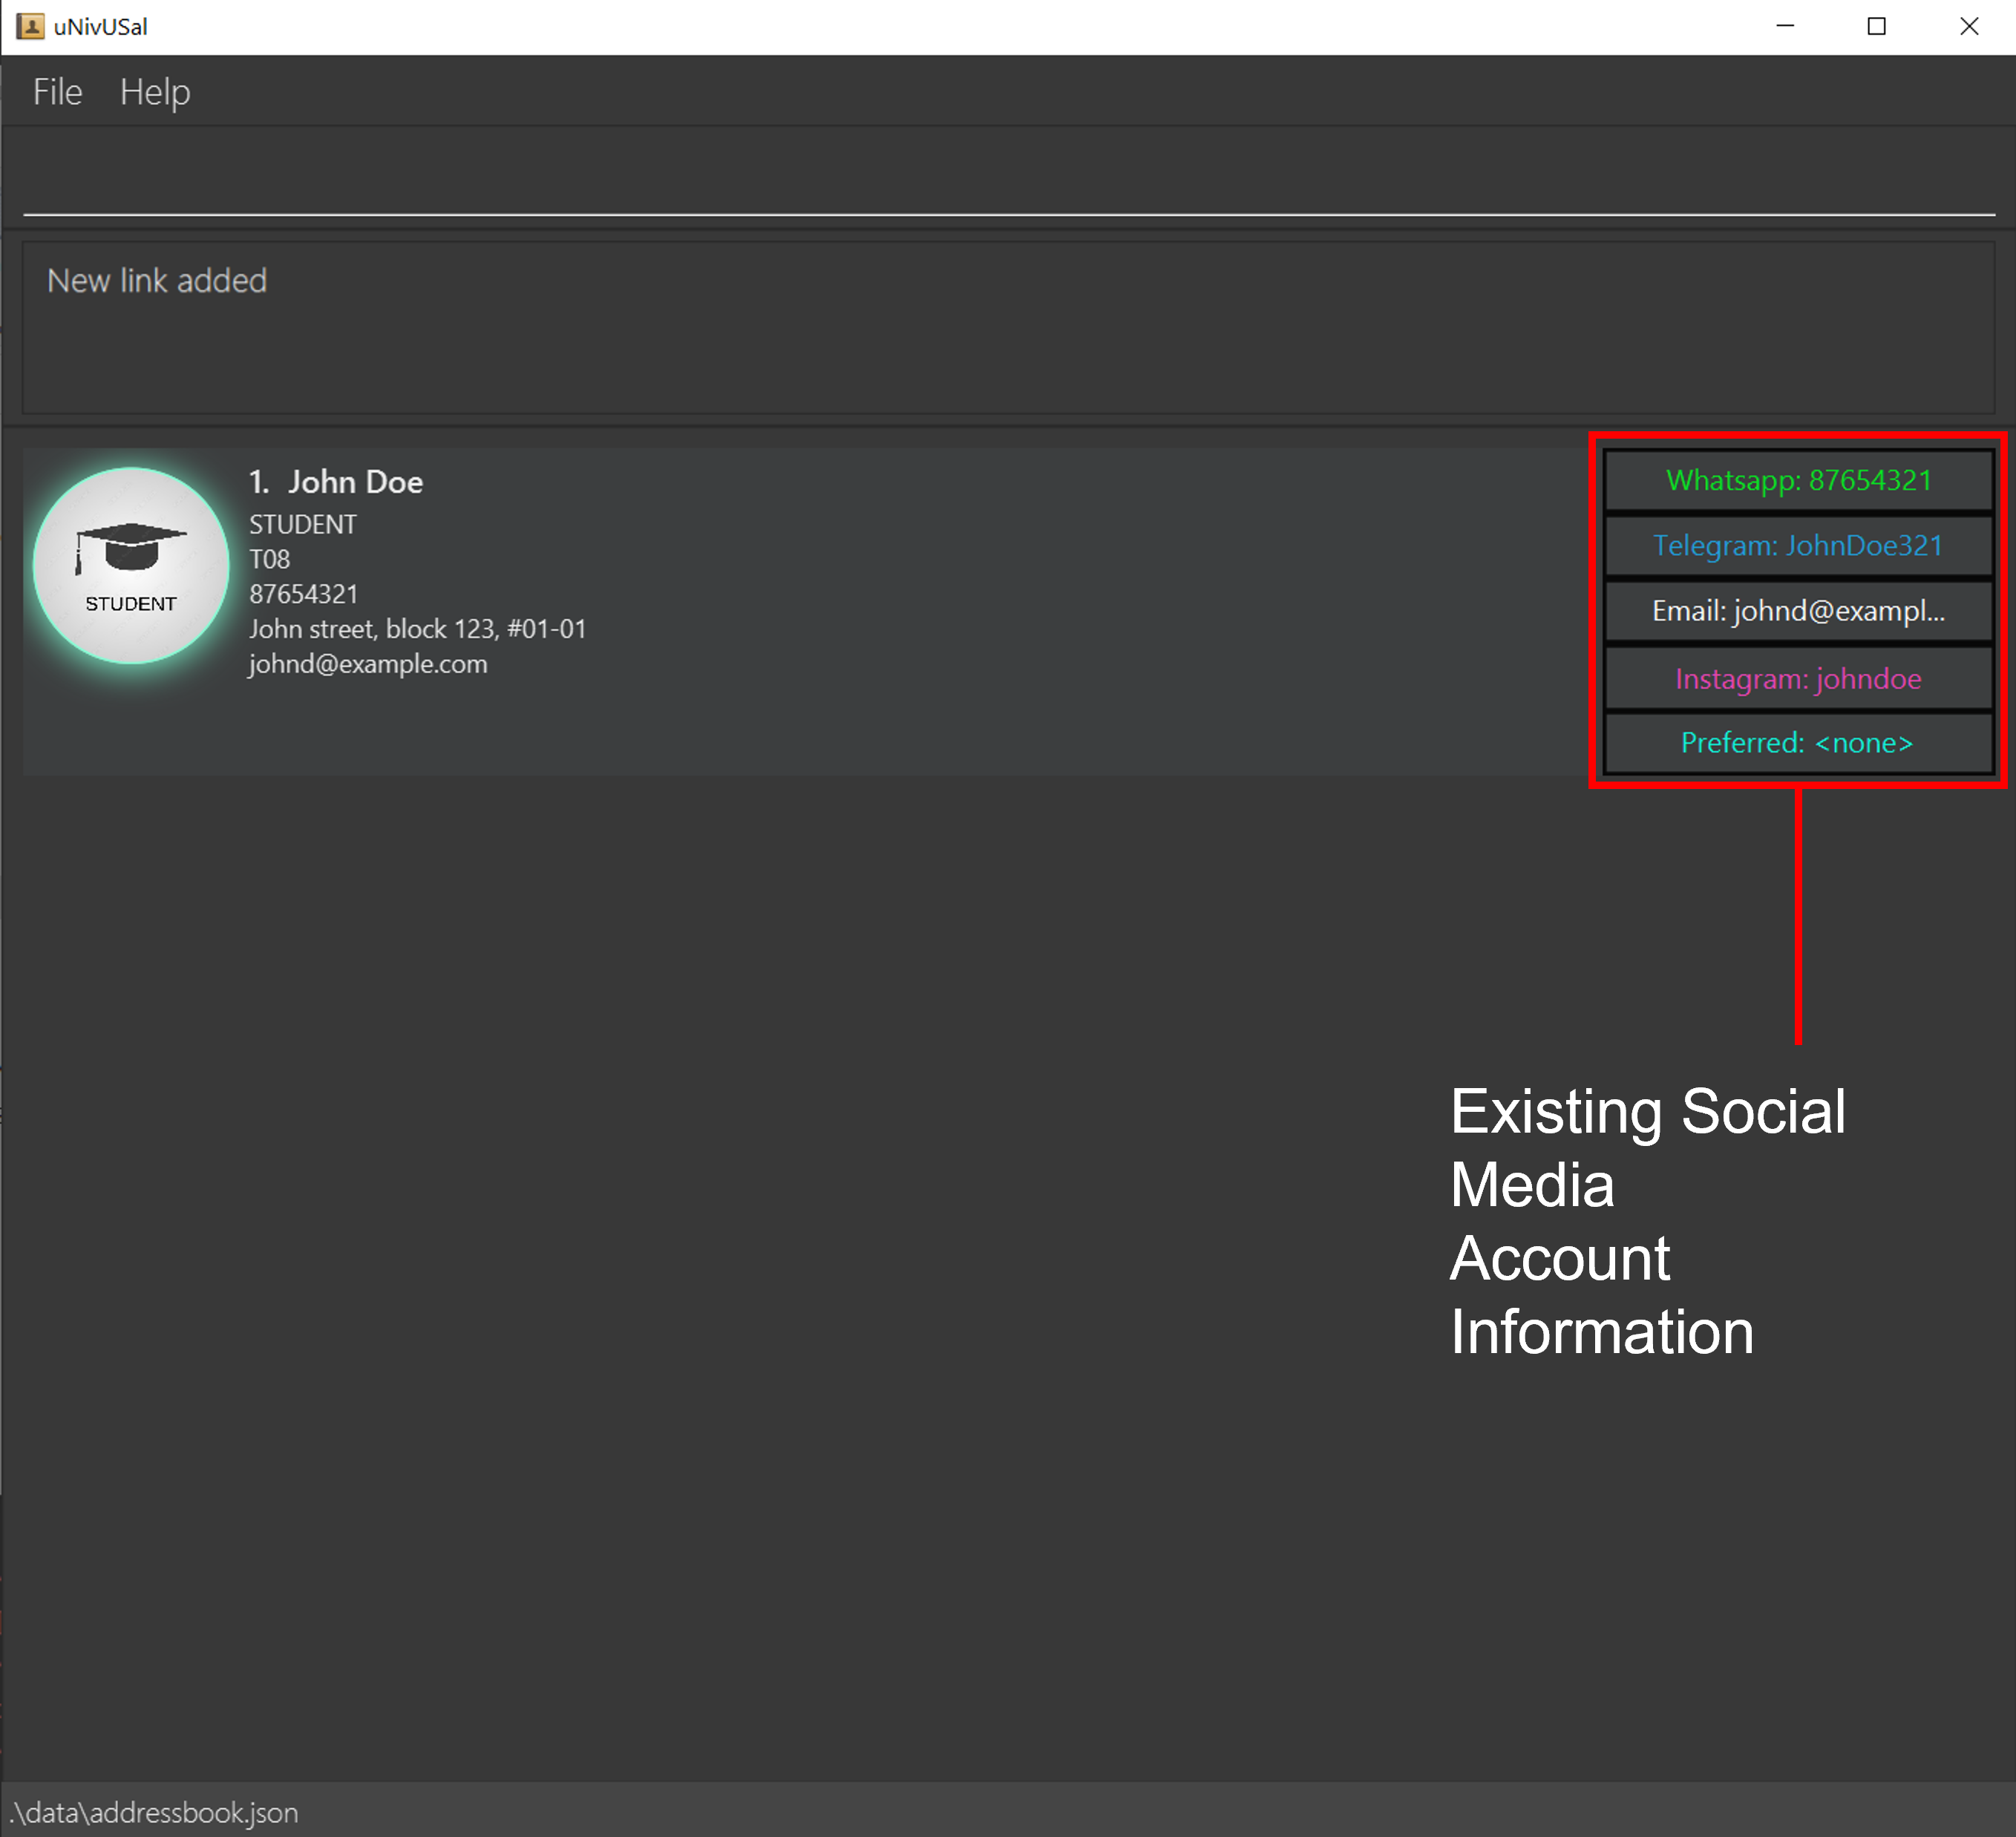 uNivUSal
File Help
New link added
STUDENT
1. John Doe
STUDENT
T08
87654321
John street, block 123, #01-01
johnd@example.com
Whatsapp: 87654321
Telegram: JohnDoe321
Email: johnd@exampl...
Instagram: johndoe
Preferred: <none>
Existing Social
Media
Account
Information
.\data\addressbook.json